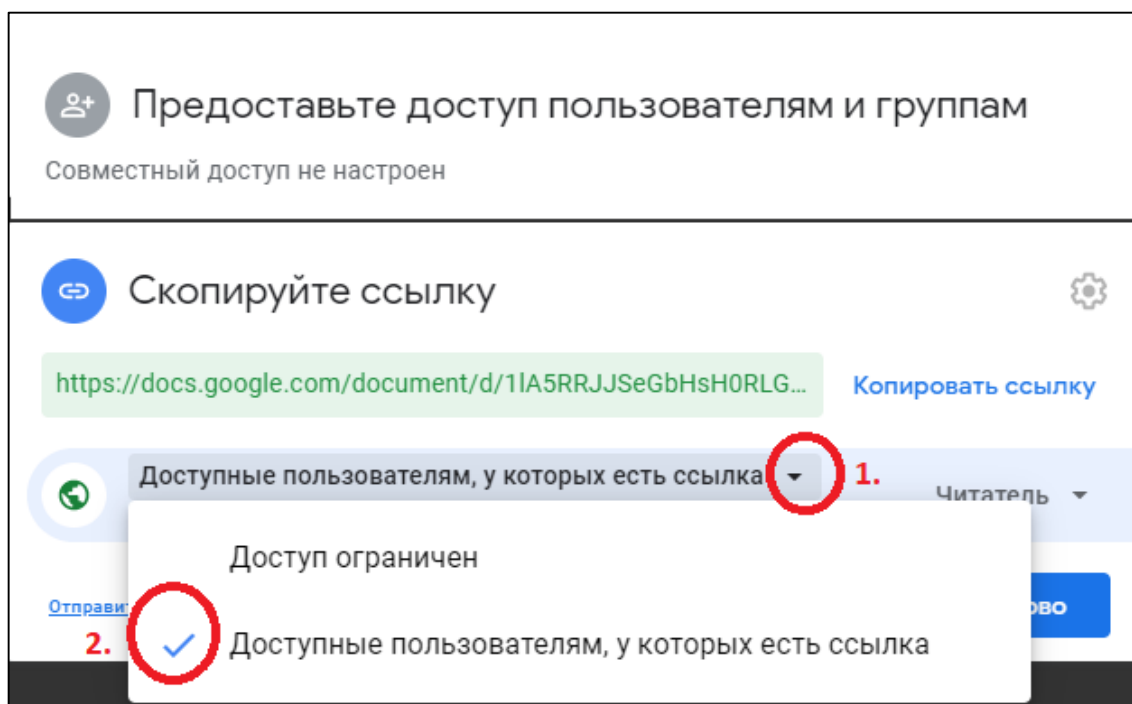 Предоставьте доступ пользователям и группам
Совместный доступ не настроен
Скопируйте ссылку
https://docs.google.com/document/d/1lA5RRJJSeGbHsH0RLG...
Копировать ссылку
Доступные пользователям, у которых есть ссылка
1.
Читатель
Доступ ограничен
2.
Доступные пользователям, у которых есть ссылка